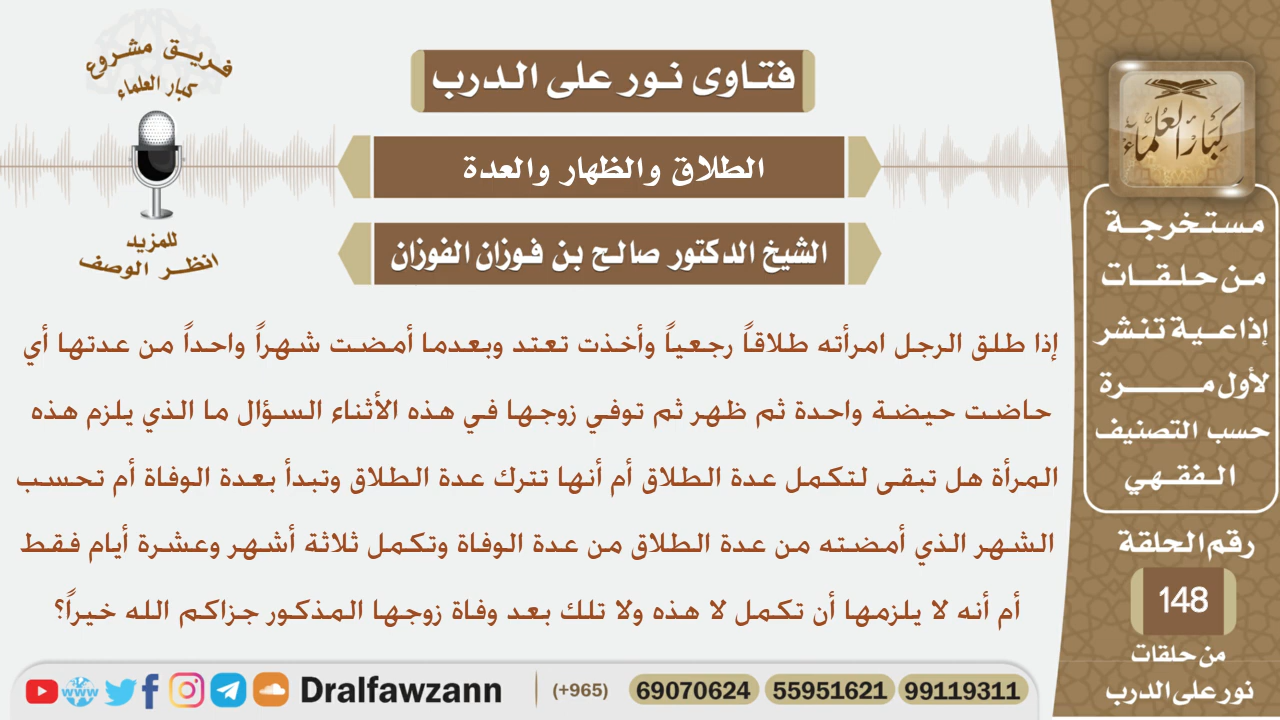 فريق مشروع
كبار العلماء
للمزيد
انظر الوصف
فتاوى نور على الدرب
الطلاق والظهار والعدة
الشيخ الدكتور صالح بن فوزان الفوزان
إذا طلق الرجل امرأته طلاقاً رجعياً وأخذت تعتد وبعدما أمضت شهراً واحداً من عدتها أي
حاضت حيضة واحدة ثم ظهر ثم توفي زوجها في هذه الأثناء السؤال ما الذي يلزم هذه
المرأة هل تبقى لتكمل عدة الطلاق أم أنها تترك عدة الطلاق وتبدأ بعدة الوفاة أم تحسب
الشهر الذي أمضته من عدة الطلاق من عدة الوفاة وتكمل ثلاثة أشهر وعشرة أيام فقط
أم أنه لا يلزمها أن تكمل لا هذه ولا تلك بعد وفاة زوجها المذكور جزاكم الله خيراً؟
كبار العلماء
مستخرجة
من حلقات
إذاعية تنشر
لأول مرة
حسب التصنيف
الفقهي
رقم الحلقة
148
من حلقات
نور على الدرب
www
Dralfawzann
(+965)
69070624
55951621
99119311